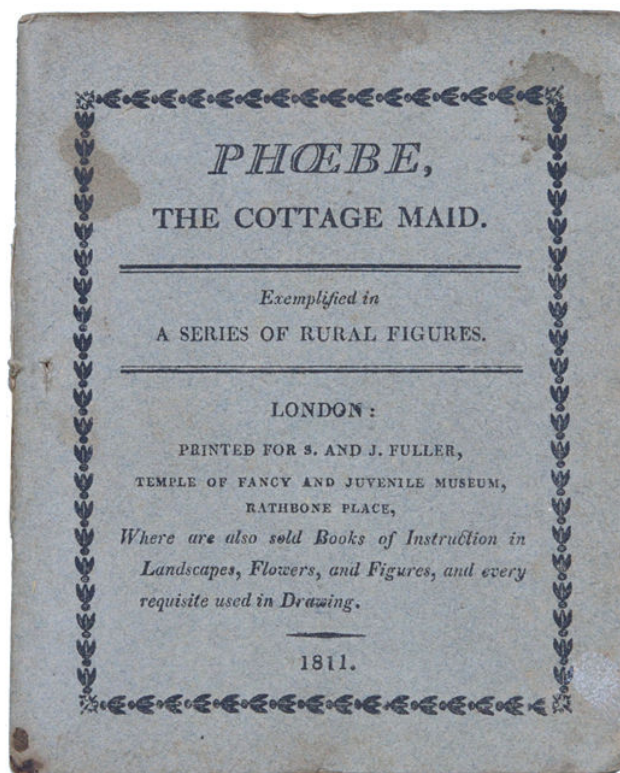 PHŒBE,
THE COTTAGE MAID.
Exemplified in
A SERIES OF RURAL FIGURES.
LONDON:
PRINTED FOR S. AND J. FULLER,
TEMPLE OF FANCY AND JUVENILE MUSEUM,
RATHBONE PLACE,
Where are also sold Books of Instruction in
Landscapes, Flowers, and Figures, and every
requisite used in Drawing.
1811.